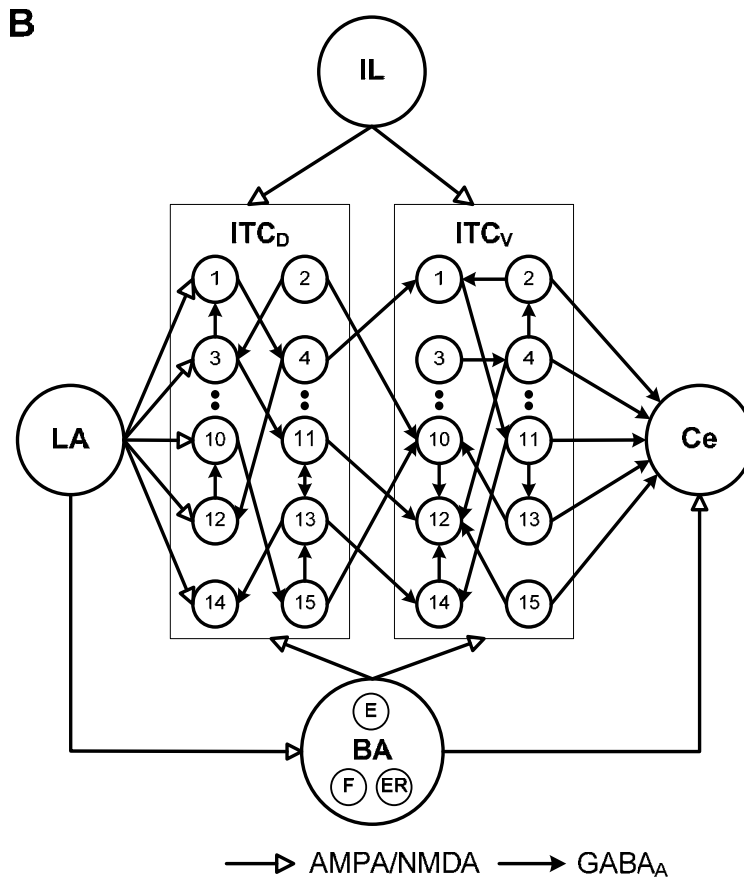 B
IL
ITCD
ITCV
1 2 1 2
3 4 3 4
LA 10 11 10 11 Ce
12 13 12 13
14 15 14 15
E
BA
F ER
AMPA/NMDA GABAA